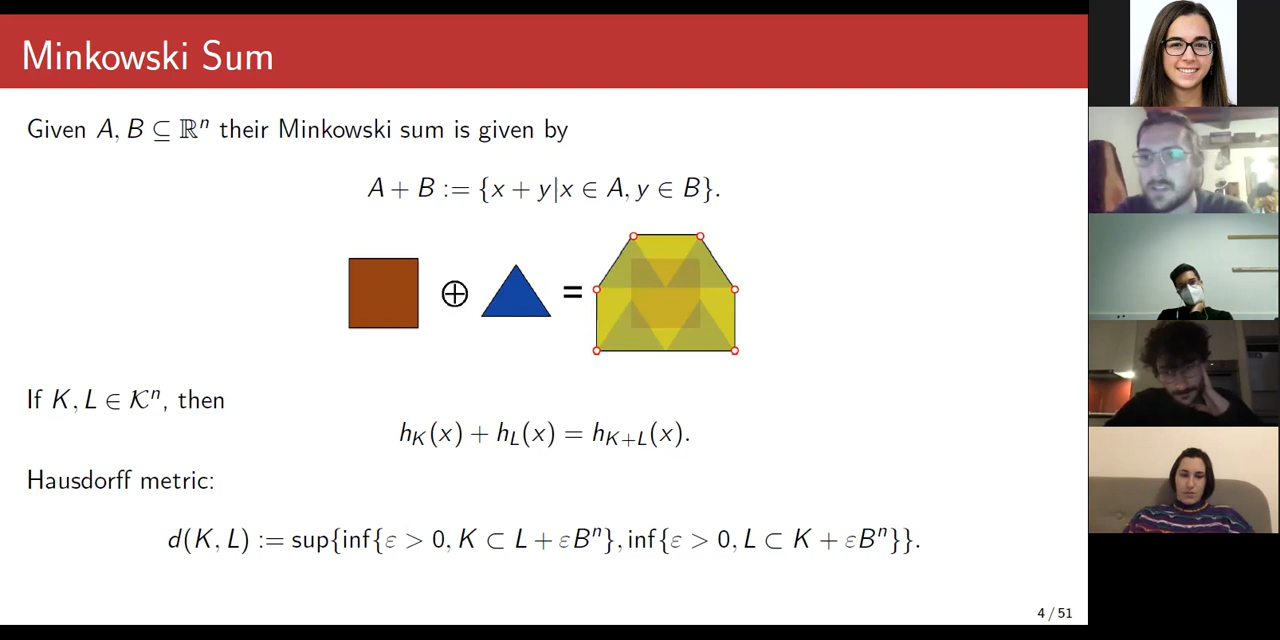 Minkowski Sum
Given A, B ⊆ ℝⁿ their Minkowski sum is given by
A + B := {x + y|x ∈ A, y ∈ B}.
⊕ =
If K, L ∈ 𝒦ⁿ, then
h_K(x) + h_L(x) = h_{K+L}(x).
Hausdorff metric:
d(K, L) := sup{inf{ε > 0, K ⊂ L + εBⁿ}, inf{ε > 0, L ⊂ K + εBⁿ}}.
4 / 51